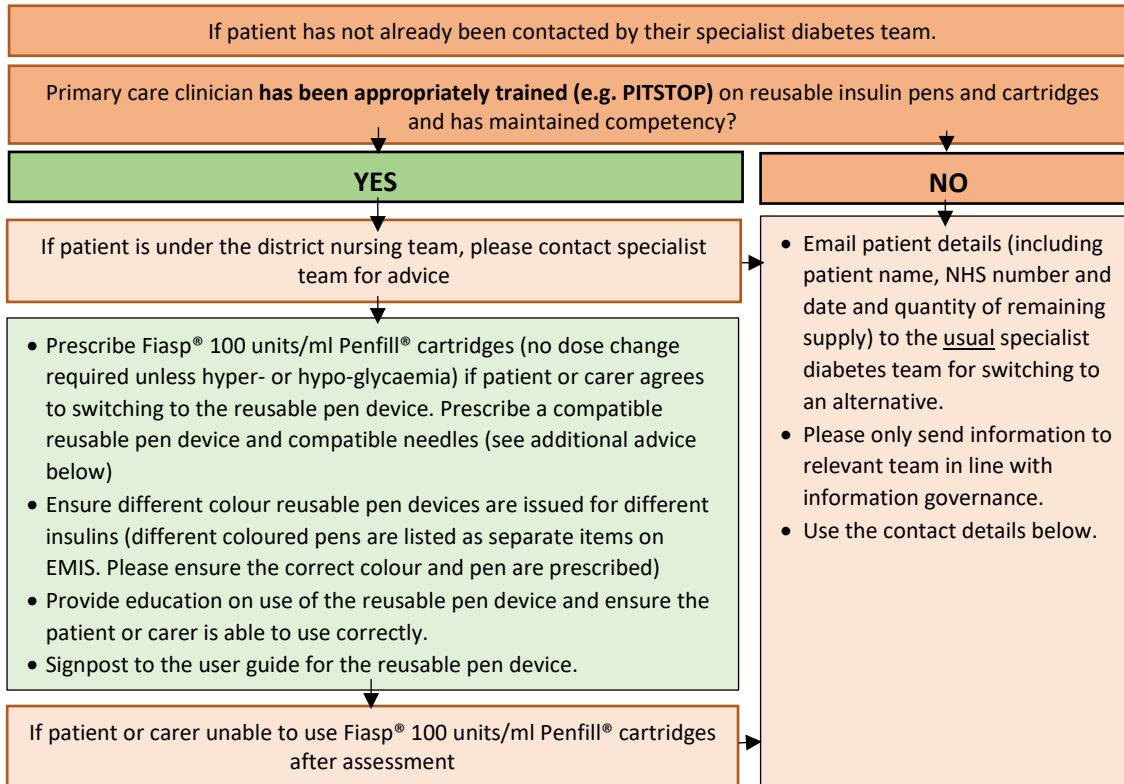 If patient has not already been contacted by their specialist diabetes team.
Primary care clinician has been appropriately trained (e.g. PITSTOP) on reusable insulin pens and cartridges
and has maintained competency?
YES
If patient is under the district nursing team, please contact specialist
team for advice
• Prescribe Fiasp® 100 units/ml Penfill® cartridges (no dose change
required unless hyper- or hypo-glycaemia) if patient or carer agrees
to switching to the reusable pen device. Prescribe a compatible
reusable pen device and compatible needles (see additional advice
below)
• Ensure different colour reusable pen devices are issued for different
insulins (different coloured pens are listed as separate items on
EMIS. Please ensure the correct colour and pen are prescribed)
• Provide education on use of the reusable pen device and ensure the
patient or carer is able to use correctly.
• Signpost to the user guide for the reusable pen device.
If patient or carer unable to use Fiasp® 100 units/ml Penfill® cartridges
after assessment
NO
• Email patient details (including
patient name, NHS number and
date and quantity of remaining
supply) to the usual specialist
diabetes team for switching to
an alternative.
• Please only send information to
relevant team in line with
information governance.
• Use the contact details below.